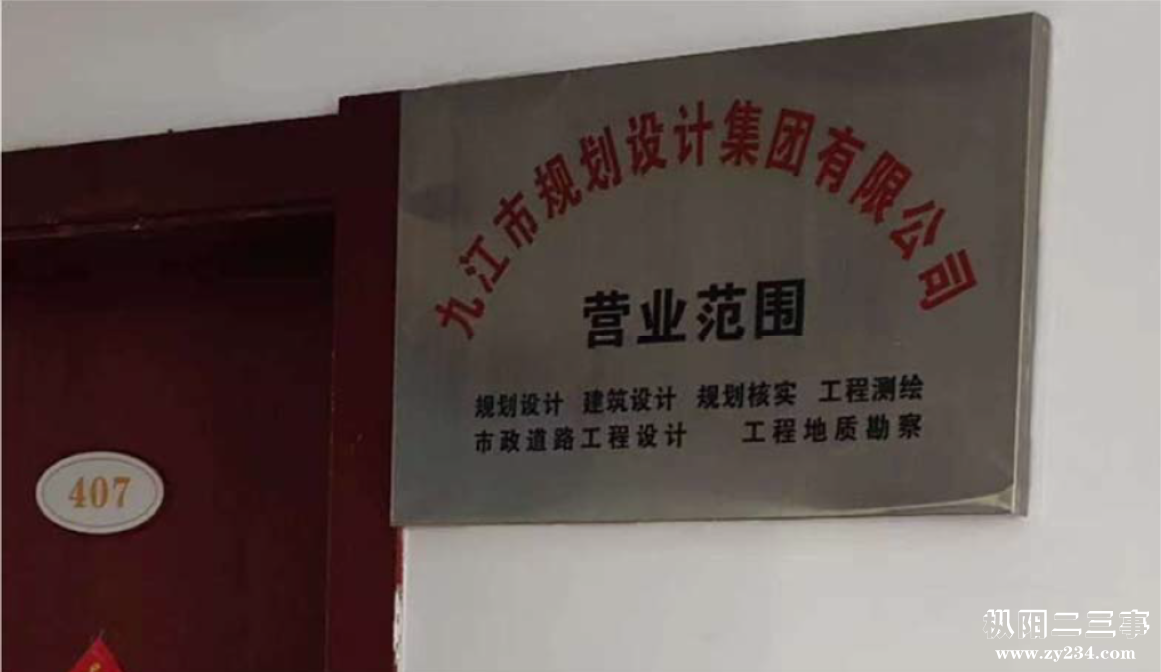 九江市规划设计集团有限公司
营业范围
规划设计 建筑设计 规划核实 工程测绘
市政道路工程设计 工程地质勘察
407
枞阳二三事
www.zy234.com